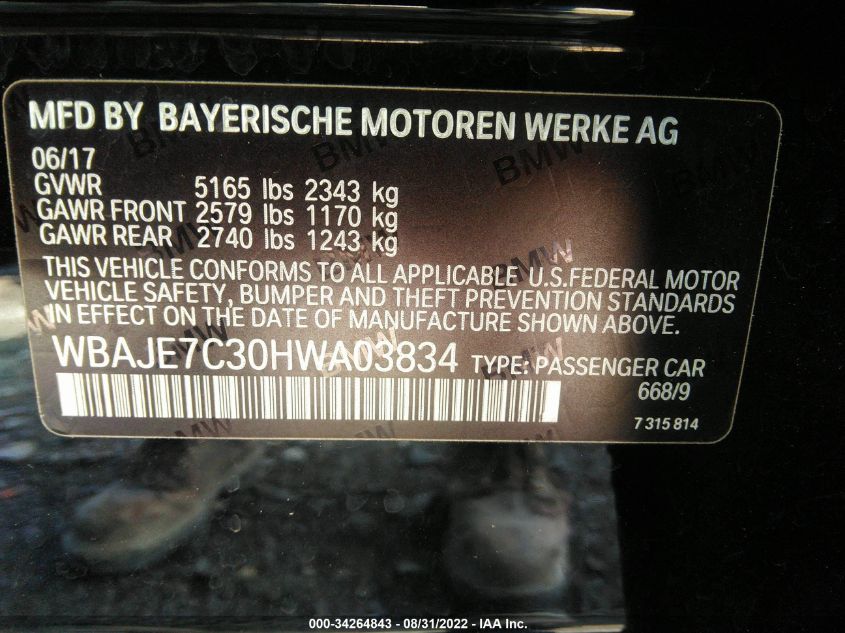 MFD BY BAYERISCHE MOTOREN WERKE AG
06/17
GVWR 5165 lbs 2343 kg
GAWR FRONT 2579 lbs 1170 kg
GAWR REAR 2740 lbs 1243 kg
THIS VEHICLE CONFORMS TO ALL APPLICABLE U.S.FEDERAL MOTOR
VEHICLE SAFETY, BUMPER AND THEFT PREVENTION STANDARDS
IN EFFECT ON THE DATE OF MANUFACTURE SHOWN ABOVE.
WBAJE7C30HWA03834 TYPE: PASSENGER CAR
668/9
7 315 814
000-34264843 - 08/31/2022 - IAA Inc.